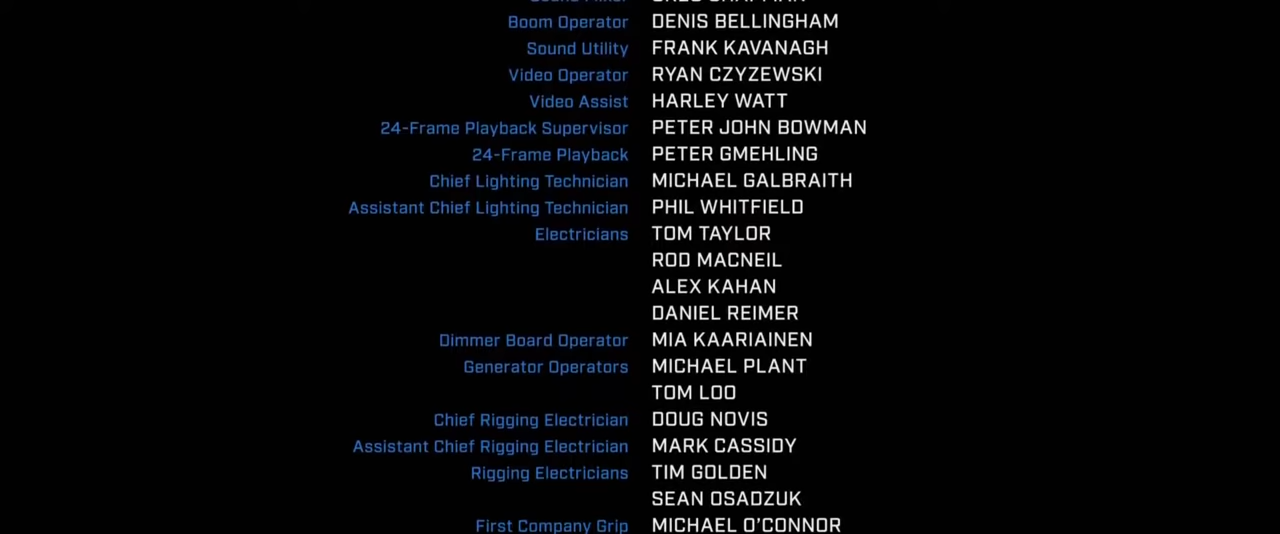 Boom Operator DENIS BELLINGHAM
Sound Utility FRANK KAVANAGH
Video Operator RYAN CZYZEWSKI
Video Assist HARLEY WATT
24-Frame Playback Supervisor PETER JOHN BOWMAN
24-Frame Playback PETER GMEHLING
Chief Lighting Technician MICHAEL GALBRAITH
Assistant Chief Lighting Technician PHIL WHITFIELD
Electricians TOM TAYLOR
ROD MACNEIL
ALEX KAHAN
DANIEL REIMER
Dimmer Board Operator MIA KAARIAINEN
Generator Operators MICHAEL PLANT
TOM LOO
Chief Rigging Electrician DOUG NOVIS
Assistant Chief Rigging Electrician MARK CASSIDY
Rigging Electricians TIM GOLDEN
SEAN OSADZUK
First Company Grip MICHAEL O'CONNOR